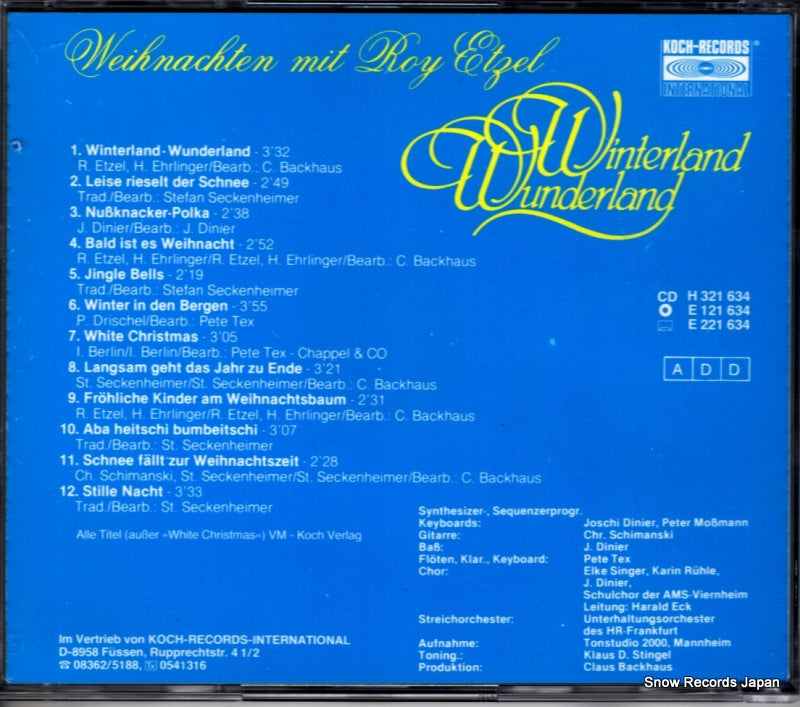 Weihnachten mit Roy Etzel
KOCH-RECORDS®
INTERNATIONAL
Winterland
Wunderland
1. Winterland-Wunderland - 3'32
R. Etzel, H. Ehrlinger/Bearb.: C. Backhaus
2. Leise rieselt der Schnee - 2'49
Trad./Bearb.: Stefan Seckenheimer
3. Nußknacker-Polka - 2'38
J. Dinier/Bearb.: J. Dinier
4. Bald ist es Weihnacht - 2'52
R. Etzel, H. Ehrlinger/R. Etzel, H. Ehrlinger/Bearb.: C. Backhaus
5. Jingle Bells - 2'19
Trad./Bearb.: Stefan Seckenheimer
6. Winter in den Bergen - 3'55
P. Drischel/Bearb.: Pete Tex
7. White Christmas - 3'05
I. Berlin/I. Berlin/Bearb.: Pete Tex - Chappel & CO
8. Langsam geht das Jahr zu Ende - 3'21
St. Seckenheimer/St. Seckenheimer/Bearb.: C. Backhaus
9. Fröhliche Kinder am Weihnachtsbaum - 2'31
R. Etzel, H. Ehrlinger/R. Etzel, H. Ehrlinger/Bearb.: C. Backhaus
10. Aba heitschi bumbeitschi - 3'07
Trad./Bearb.: St. Seckenheimer
11. Schnee fällt zur Weihnachtszeit - 2'28
Ch. Schimanski, St. Seckenheimer/St. Seckenheimer/Bearb.: C. Backhaus
12. Stille Nacht - 3'33
Trad./Bearb.: St. Seckenheimer
Alle Titel (außer »White Christmas«) VM - Koch Verlag
CD H 321 634
E 121 634
E 221 634
A D D
Synthesizer-, Sequenzerprogr.
Keyboards: Joschi Dinier, Peter Moßmann
Gitarre: Chr. Schimanski
Baß: J. Dinier
Flöten, Klar., Keyboard: Pete Tex
Chor: Elke Singer, Karin Rühle,
J. Dinier,
Schulchor der AMS-Viernheim
Leitung: Harald Eck
Streichorchester: Unterhaltungsorchester
des HR-Frankfurt
Aufnahme: Tonstudio 2000, Mannheim
Toning.: Klaus D. Stingel
Produktion: Claus Backhaus
Im Vertrieb von KOCH-RECORDS-INTERNATIONAL
D-8958 Füssen, Rupprechtstr. 4 1/2
☎ 08362/5188, 0541316
Snow Records Japan